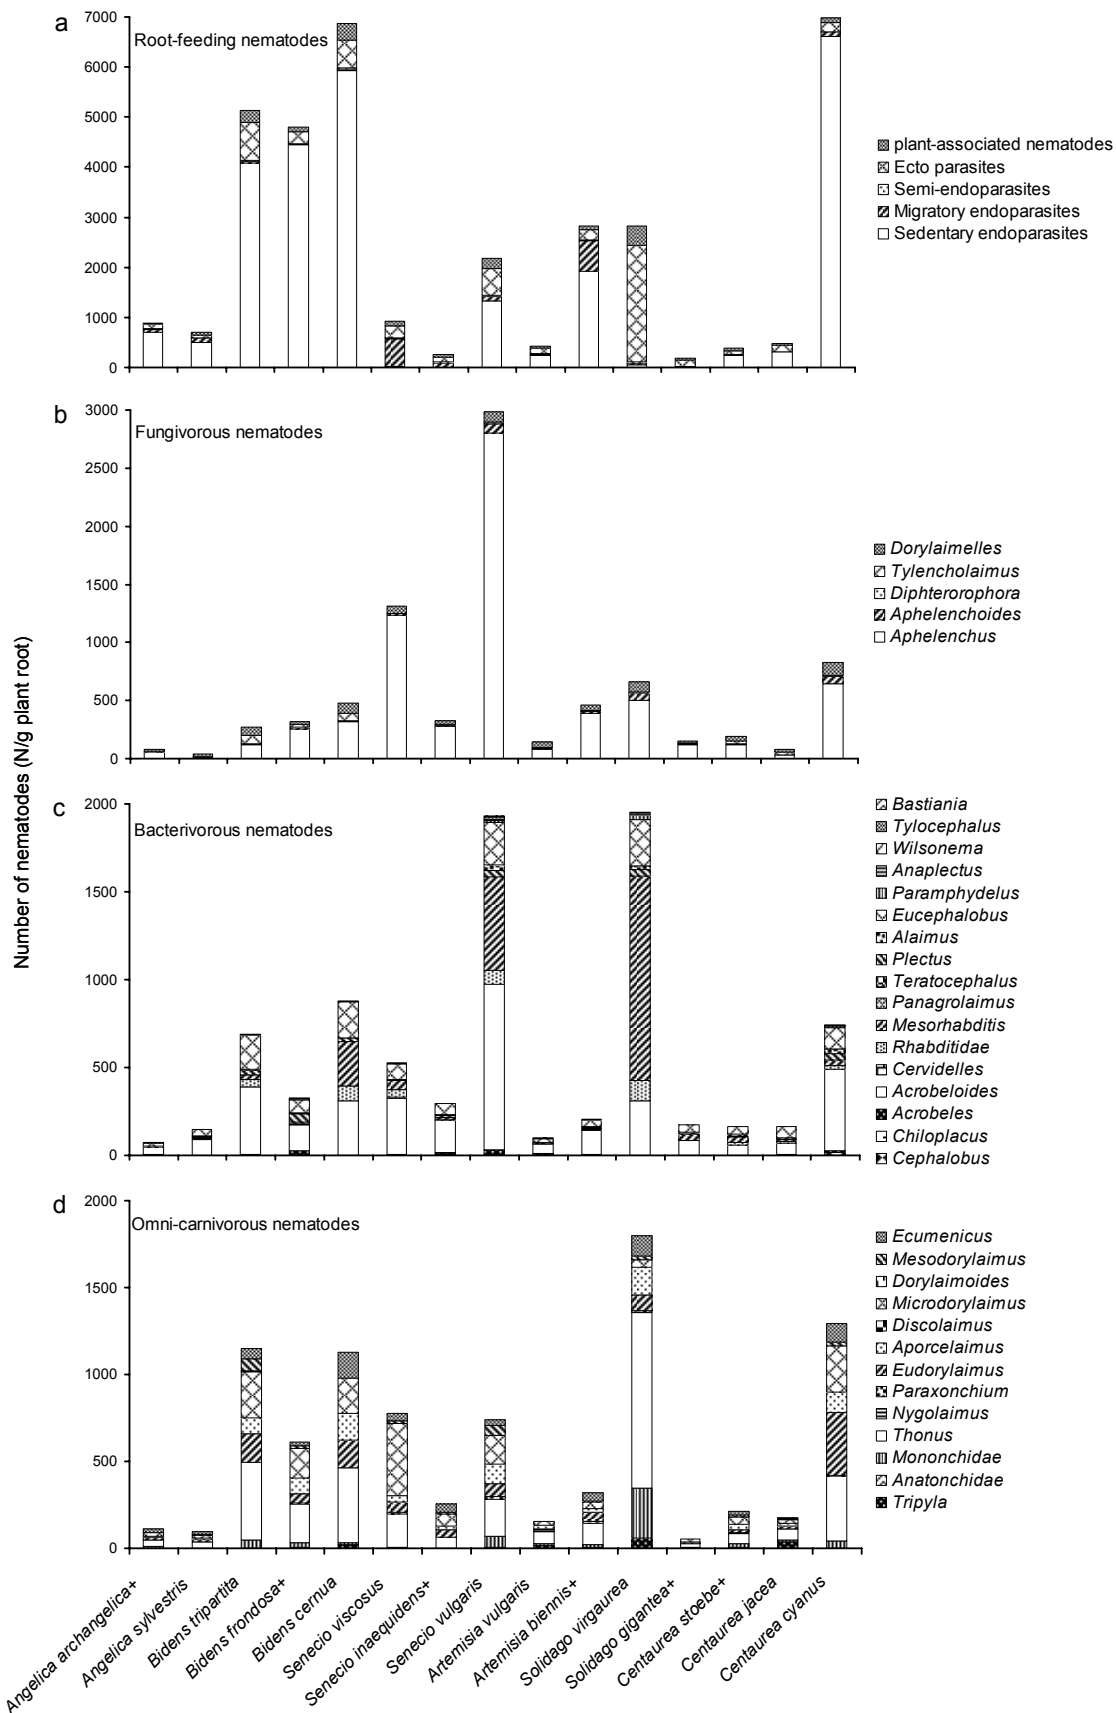 a
Root-feeding nematodes
7000
6000
5000
4000
3000
2000
1000
0
plant-associated nematodes
Ecto parasites
Semi-endoparasites
Migratory endoparasites
Sedentary endoparasites
b
Fungivorous nematodes
3000
2500
2000
1500
1000
500
0
Dorylaimelles
Tylencholaimus
Diphterorophora
Aphelenchoides
Aphelenchus
Number of nematodes (N/g plant root)
c
Bacterivorous nematodes
2000
1500
1000
500
0
Bastiania
Tylocephalus
Wilsonema
Anaplectus
Paramphydelus
Eucephalobus
Alaimus
Plectus
Teratocephalus
Panagrolaimus
Mesorhabditis
Rhabditidae
Cervidelles
Acrobeloides
Acrobeles
Chiloplacus
Cephalobus
d
Omni-carnivorous nematodes
2000
1500
1000
500
0
Ecumenicus
Mesodorylaimus
Dorylaimoides
Microdorylaimus
Discolaimus
Aporcelaimus
Eudorylaimus
Paraxonchium
Nygolaimus
Thonus
Mononchidae
Anatonchidae
Tripyla
Angelica archangelica+
Angelica sylvestris
Bidens tripartita
Bidens frondosa+
Bidens cernua
Senecio viscosus
Senecio inaequidens+
Senecio vulgaris
Artemisia vulgaris
Artemisia biennis+
Solidago virgaurea
Solidago gigantea+
Centaurea stoebe+
Centaurea jacea
Centaurea cyanus